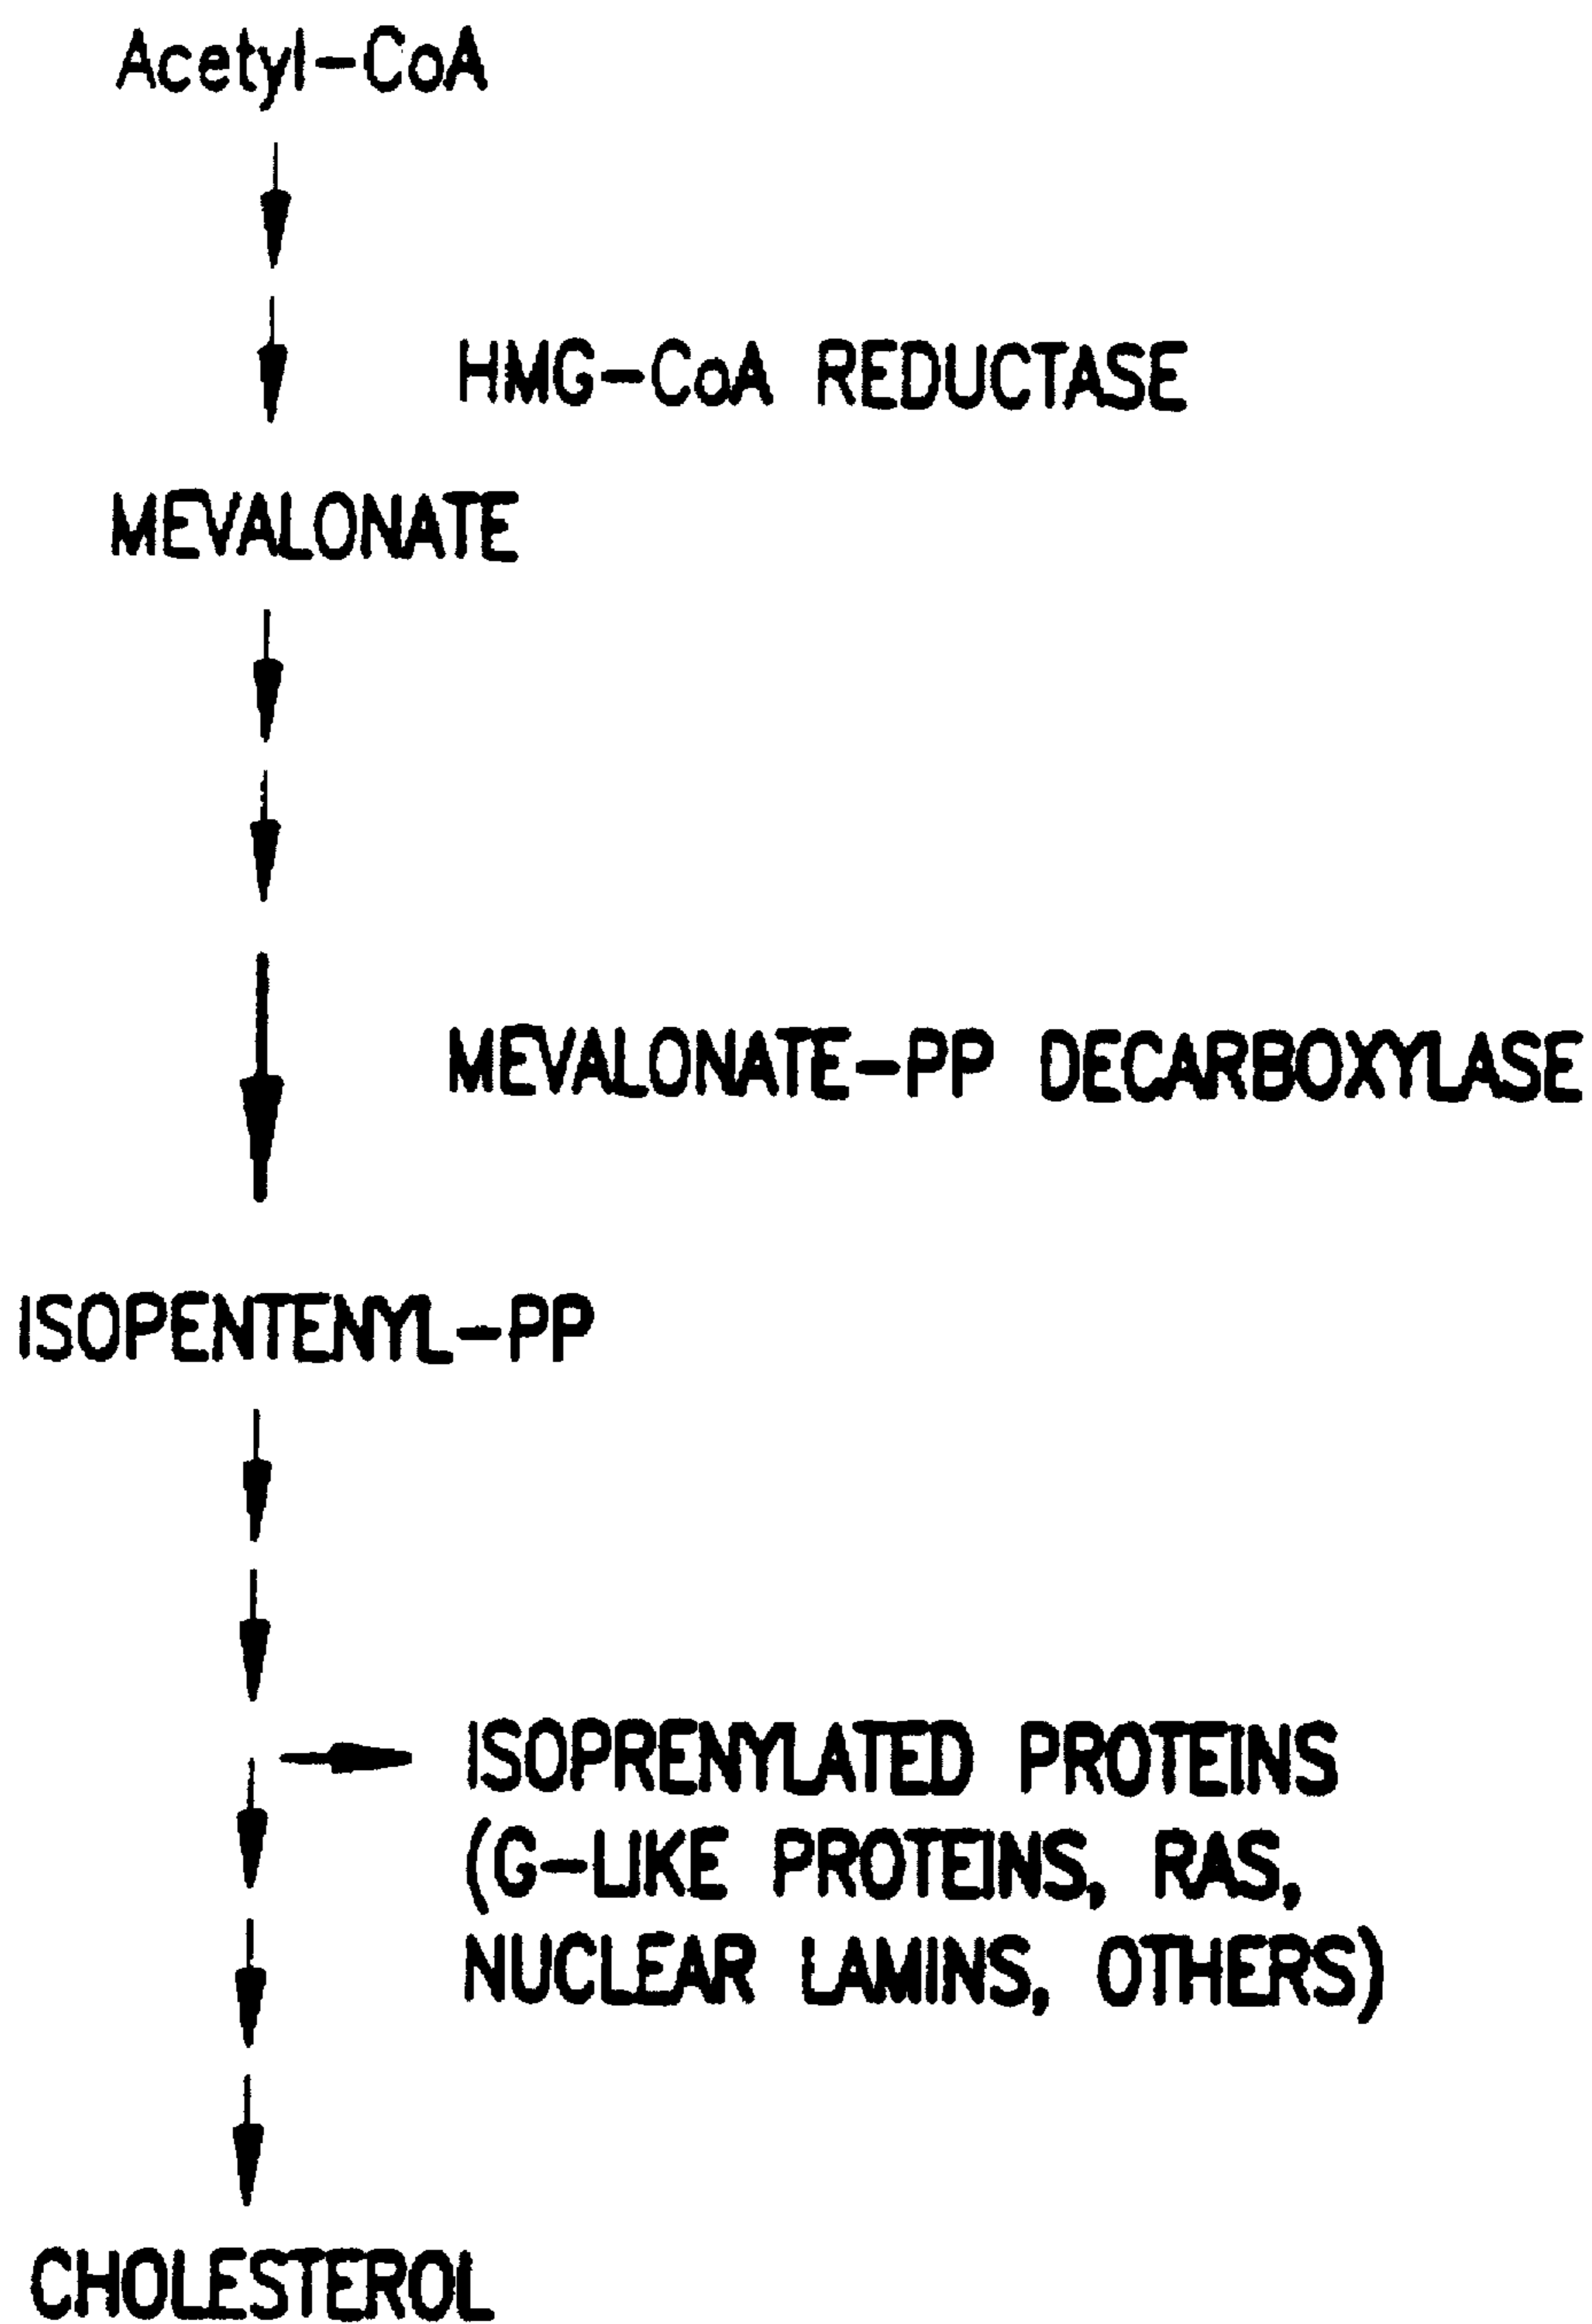 Acetyl-CoA
HMG-CoA REDUCTASE
MEVALONATE
MEVALONATE-PP DECARBOXYLASE
ISOPENTENYL-PP
ISOPRENYLATED PROTEINS
(G-LIKE PROTEINS, RAS,
NUCLEAR LAMINS, OTHERS)
CHOLESTEROL